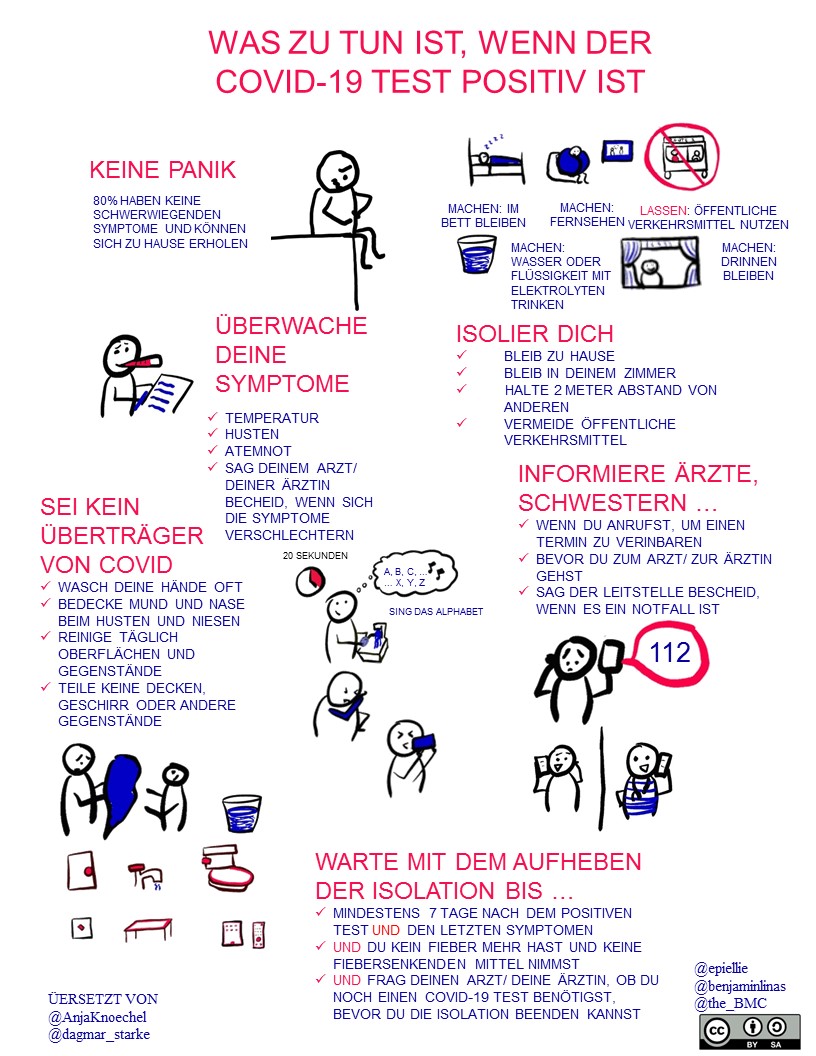 WAS ZU TUN IST, WENN DER
COVID-19 TEST POSITIV IST
KEINE PANIK
80% HABEN KEINE
SCHWERWIEGENDEN
SYMPTOME UND KÖNNEN
SICH ZU HAUSE ERHOLEN
zzzz
MACHEN: IM
BETT BLEIBEN
MACHEN:
FERNSEHEN
LASSEN: ÖFFENTLICHE
VERKEHRSMITTEL NUTZEN
MACHEN:
WASSER ODER
FLÜSSIGKEIT MIT
ELEKTROLYTEN
TRINKEN
MACHEN:
DRINNEN
BLEIBEN
ÜBERWACHE
DEINE
SYMPTOME
TEMPERATUR
HUSTEN
ATEMNOT
SAG DEINEM ARZT/
DEINER ÄRZTIN
BECHEID, WENN SICH
DIE SYMPTOME
VERSCHLECHTERN
ISOLIER DICH
BLEIB ZU HAUSE
BLEIB IN DEINEM ZIMMER
HALTE 2 METER ABSTAND VON
ANDEREN
VERMEIDE ÖFFENTLICHE
VERKEHRSMITTEL
SEI KEIN
ÜBERTRÄGER
VON COVID
WASCH DEINE HÄNDE OFT
BEDECKE MUND UND NASE
BEIM HUSTEN UND NIESEN
REINIGE TÄGLICH
OBERFLÄCHEN UND
GEGENSTÄNDE
TEILE KEINE DECKEN,
GESCHIRR ODER ANDERE
GEGENSTÄNDE
20 SEKUNDEN
A, B, C, ...
... X, Y, Z
SING DAS ALPHABET
INFORMIERE ÄRZTE,
SCHWESTERN …
WENN DU ANRUFST, UM EINEN
TERMIN ZU VERINBAREN
BEVOR DU ZUM ARZT/ ZUR ÄRZTIN
GEHST
SAG DER LEITSTELLE BESCHEID,
WENN ES EIN NOTFALL IST
112
WARTE MIT DEM AUFHEBEN
DER ISOLATION BIS …
MINDESTENS 7 TAGE NACH DEM POSITIVEN
TEST UND DEN LETZTEN SYMPTOMEN
UND DU KEIN FIEBER MEHR HAST UND KEINE
FIEBERSENKENDEN MITTEL NIMMST
UND FRAG DEINEN ARZT/ DEINE ÄRZTIN, OB DU
NOCH EINEN COVID-19 TEST BENÖTIGST,
BEVOR DU DIE ISOLATION BEENDEN KANNST
ÜERSETZT VON
@AnjaKnoechel
@dagmar_starke
@epiellie
@benjaminlinas
@the_BMC
cc
BY SA